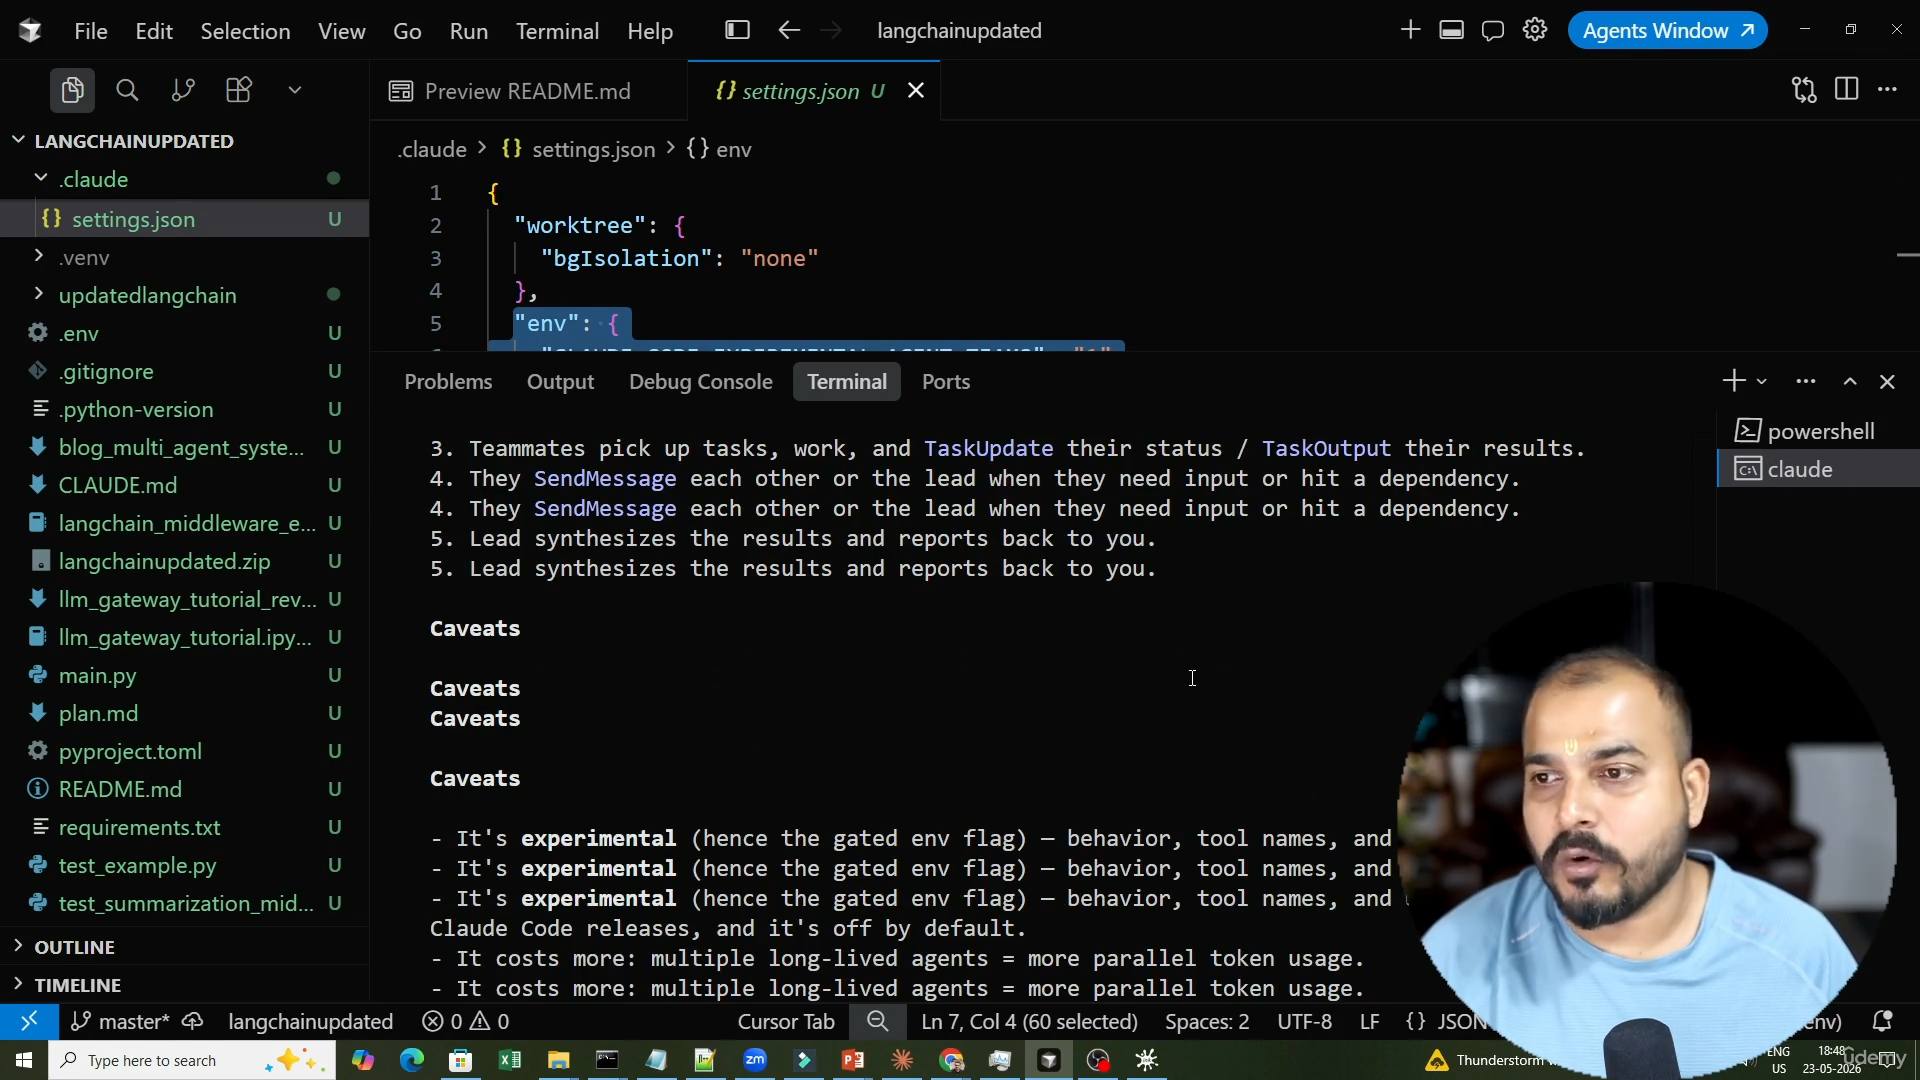 File Edit Selection View Go Run Terminal Help
langchainupdated
Agents Window
Preview README.md
settings.json U
LANGCHAINUPDATED
.claude
settings.json U
.venv
updatedlangchain
.env U
.gitignore U
.python-version U
blog_multi_agent_syste... U
CLAUDE.md U
langchain_middleware_e... U
langchainupdated.zip U
llm_gateway_tutorial_rev... U
llm_gateway_tutorial.ipy... U
main.py U
plan.md U
pyproject.toml U
README.md U
requirements.txt U
test_example.py U
test_summarization_mid... U
OUTLINE
TIMELINE
.claude > {} settings.json > {} env
1 {
2 "worktree": {
3 "bgIsolation": "none"
4 },
5 "env": {
Problems Output Debug Console Terminal Ports
powershell
claude
3. Teammates pick up tasks, work, and TaskUpdate their status / TaskOutput their results.
4. They SendMessage each other or the lead when they need input or hit a dependency.
4. They SendMessage each other or the lead when they need input or hit a dependency.
5. Lead synthesizes the results and reports back to you.
5. Lead synthesizes the results and reports back to you.
Caveats
Caveats
Caveats
Caveats
- It's experimental (hence the gated env flag) — behavior, tool names, and
- It's experimental (hence the gated env flag) — behavior, tool names, and
- It's experimental (hence the gated env flag) — behavior, tool names, and
Claude Code releases, and it's off by default.
- It costs more: multiple long-lived agents = more parallel token usage.
- It costs more: multiple long-lived agents = more parallel token usage.
master* langchainupdated 0 0 Cursor Tab Ln 7, Col 4 (60 selected) Spaces: 2 UTF-8 LF {} JSON env)
Type here to search
zm
Thunderstorm
ENG
US
18:48
23-05-2026
ûdemy